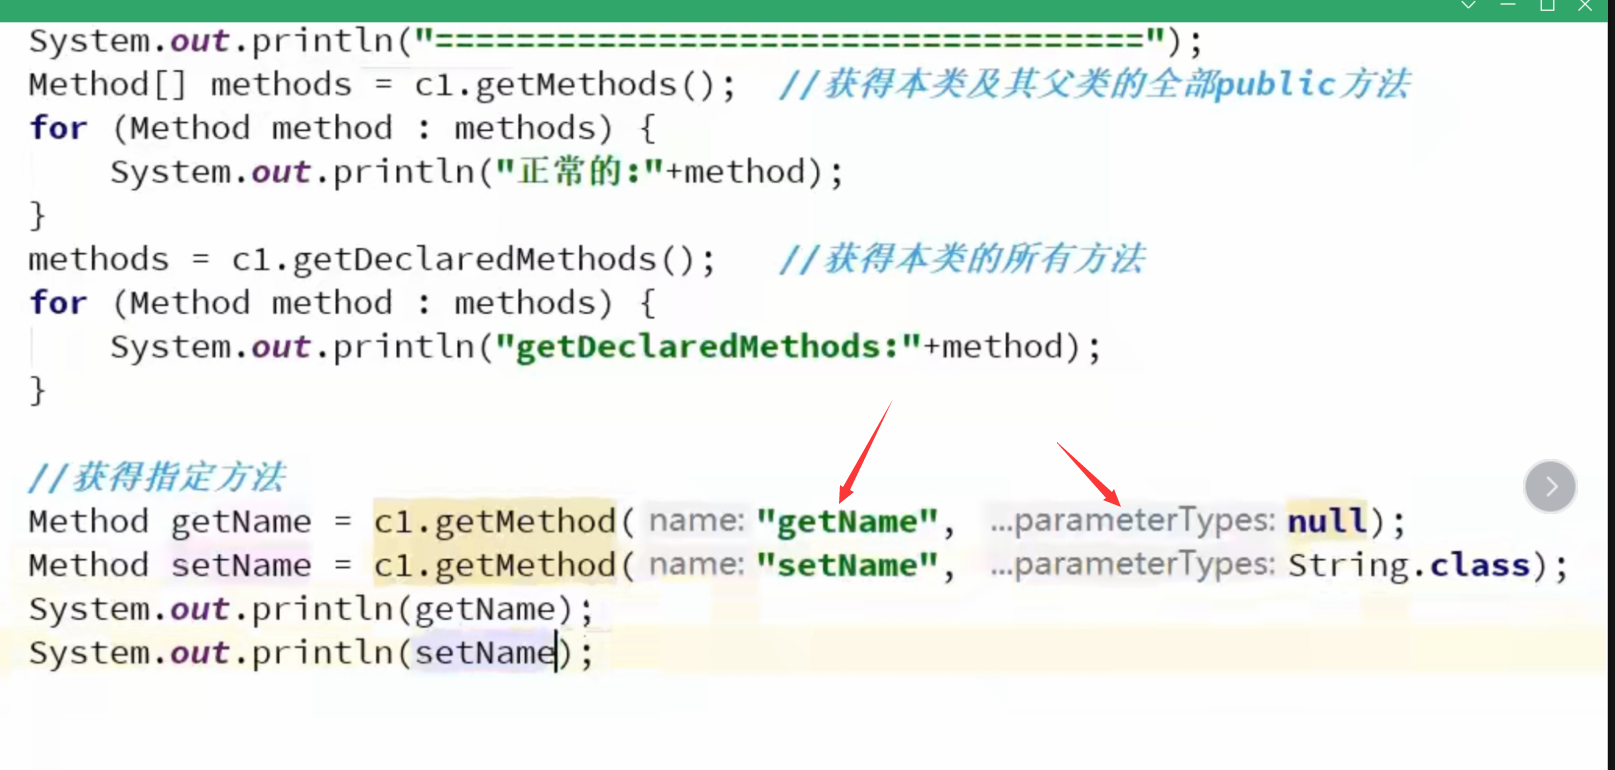 System.out.println("===================================");
Method[] methods = c1.getMethods();  //获得本类及其父类的全部public方法
for (Method method : methods) {
    System.out.println("正常的:"+method);
}
methods = c1.getDeclaredMethods();   //获得本类的所有方法
for (Method method : methods) {
    System.out.println("getDeclaredMethods:"+method);
}
//获得指定方法
Method getName = c1.getMethod( name: "getName", ...parameterTypes: null);
Method setName = c1.getMethod( name: "setName", ...parameterTypes: String.class);
System.out.println(getName);
System.out.println(setName);